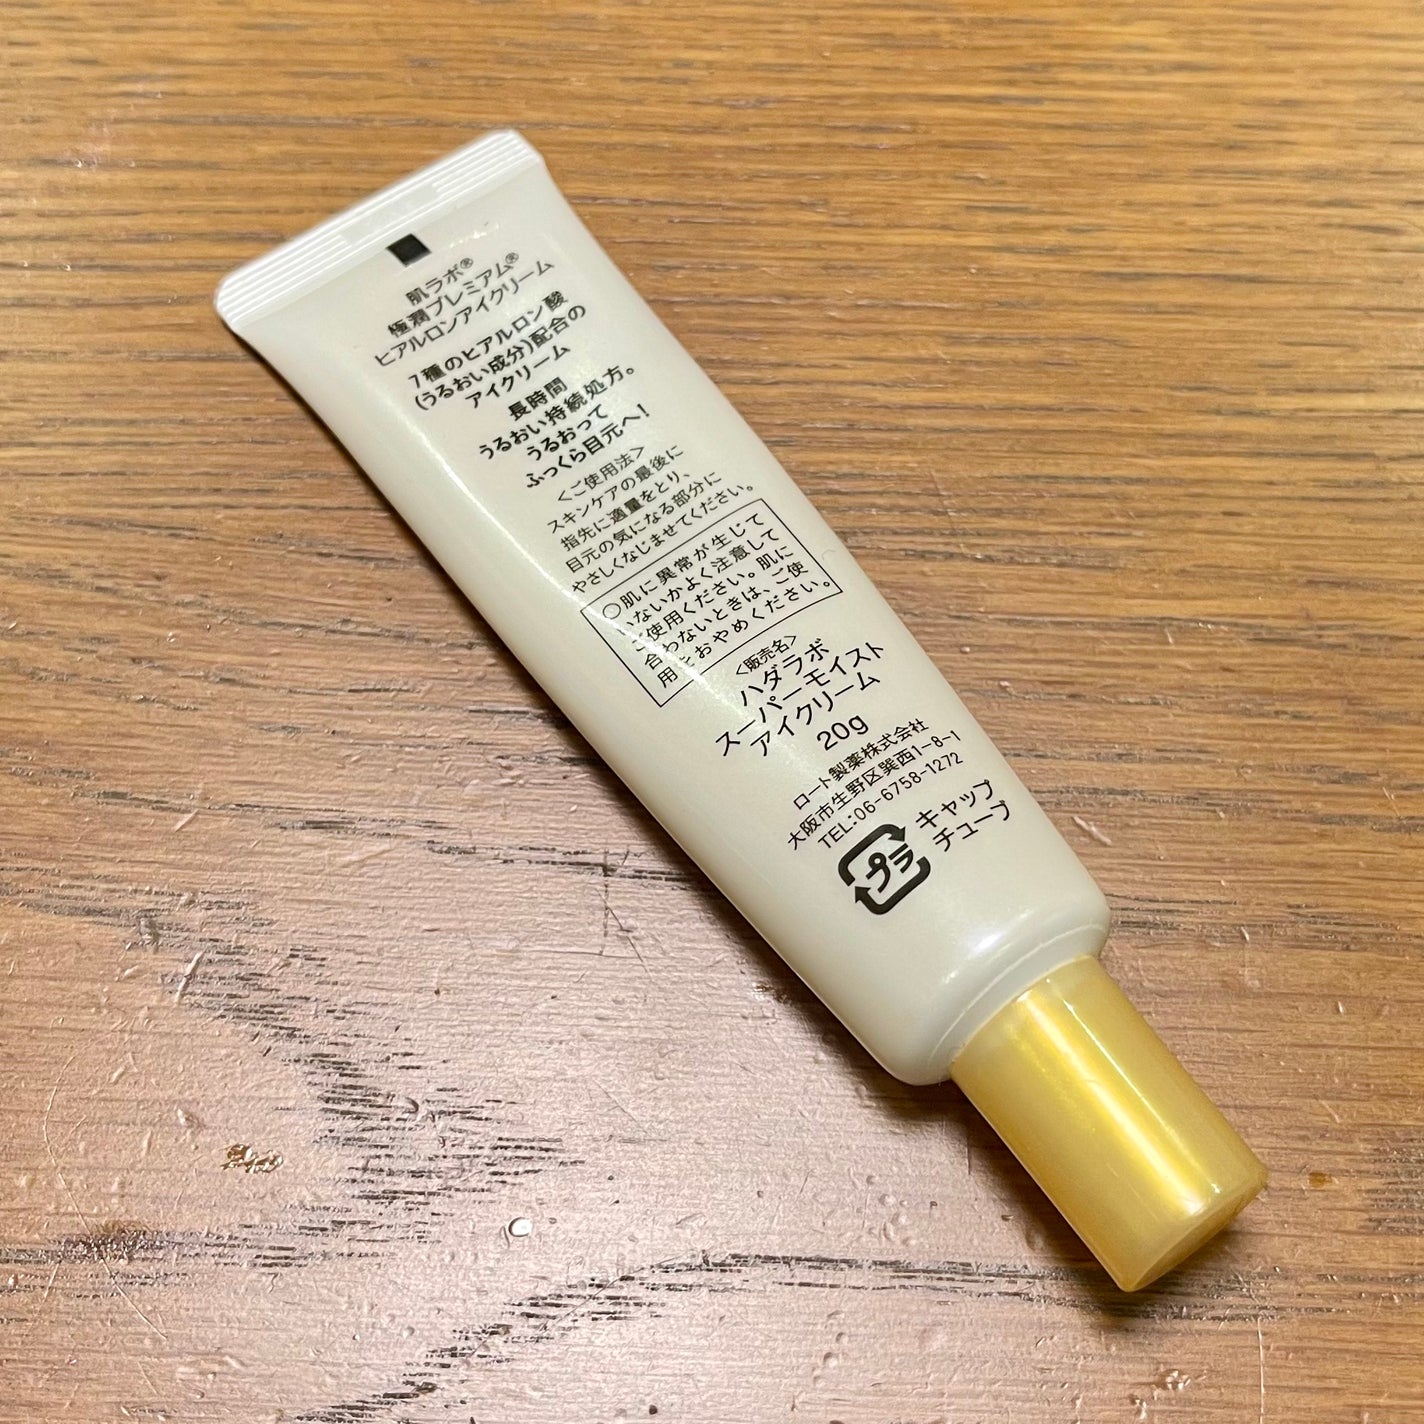 肌ラボ®
極潤プレミアム®
ヒアルロンアイクリーム
7種のヒアルロン酸
(うるおい成分)配合の
アイクリーム
長時間
うるおい持続処方。
うるおって
ふっくら目元へ!
<ご使用法>
スキンケアの最後に
指先に適量をとり、
目元の気になる部分に
やさしくなじませてください。
○肌に異常が生じて
いないかよく注意して
ご使用ください。肌に
合わないときは、ご使
用をおやめください。
<販売名>
ハダラボ
スーパーモイスト
アイクリーム
20g
ロート製薬株式会社
大阪市生野区巽西1-8-1
TEL:06-6758-1272
プラ
キャップ
チューブ